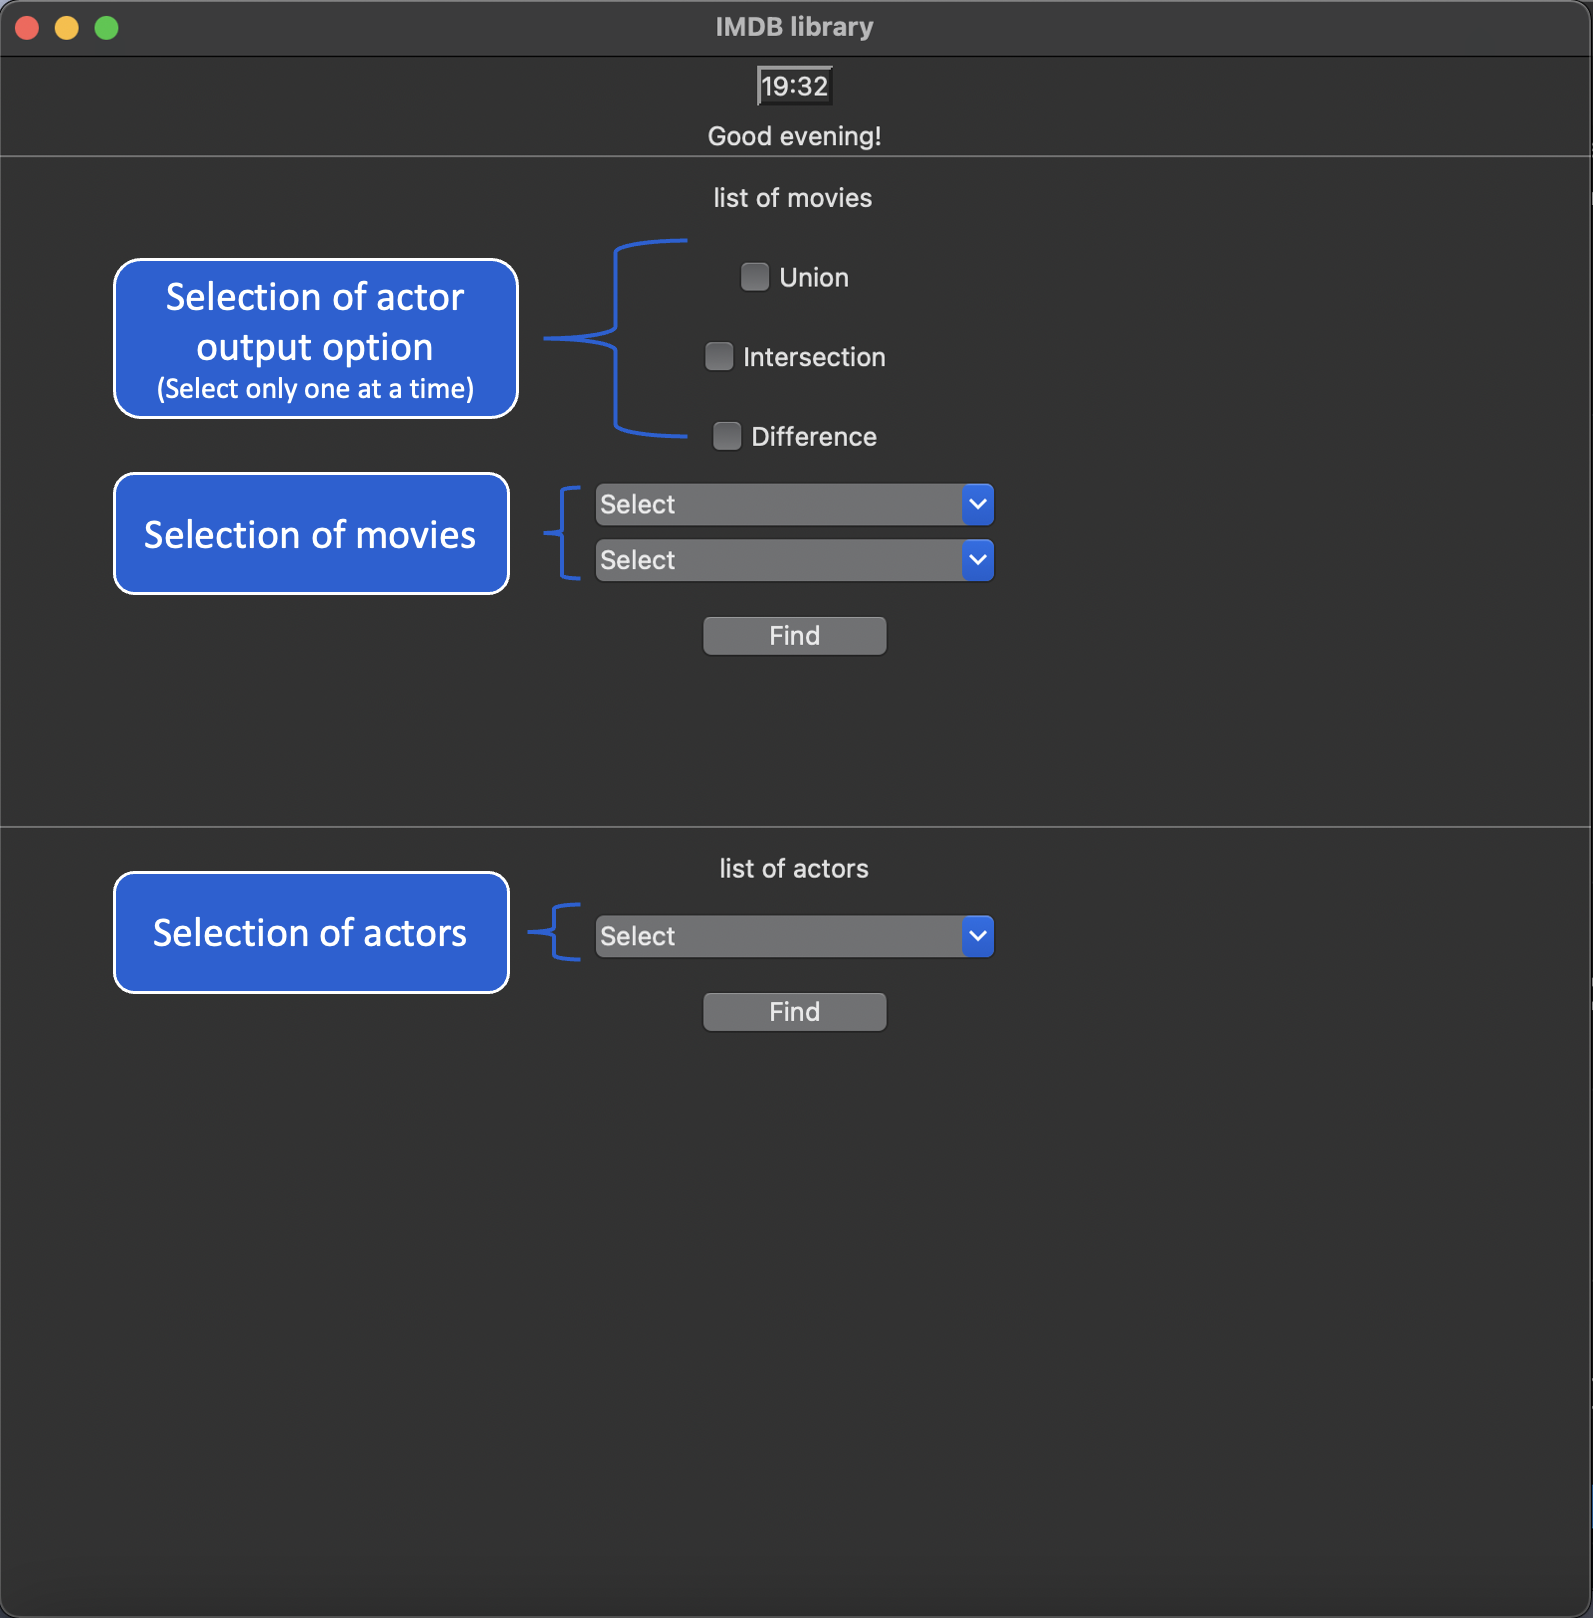 IMDB library
19:32
Good evening!
list of movies
Selection of actor
output option
(Select only one at a time)
Union
Intersection
Difference
Selection of movies
Select
Select
Find
list of actors
Selection of actors
Select
Find